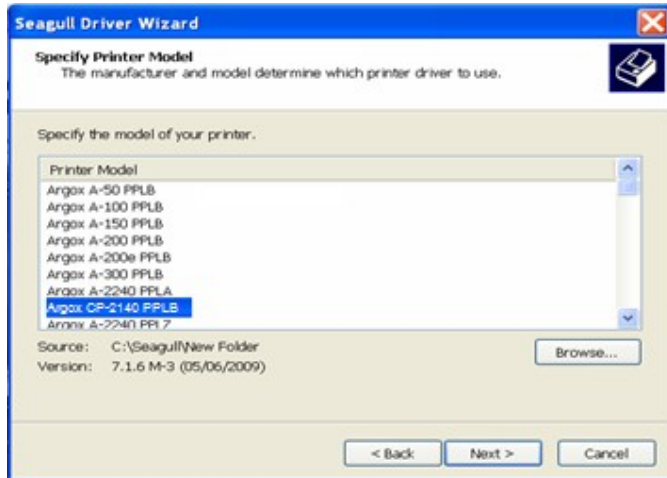 Seagull Driver Wizard
Specify Printer Model
The manufacturer and model determine which printer driver to use.
Specify the model of your printer.
Printer Model
Argox A-50 PPLB
Argox A-100 PPLB
Argox A-150 PPLB
Argox A-200 PPLB
Argox A-200e PPLB
Argox A-300 PPLB
Argox A-2240 PPLA
Argox CP-2140 PPLB
Argox A-2240 PPLZ
Source: C:\Seagull\New Folder
Browse...
Version: 7.1.6 M-3 (05/06/2009)
< Back Next > Cancel